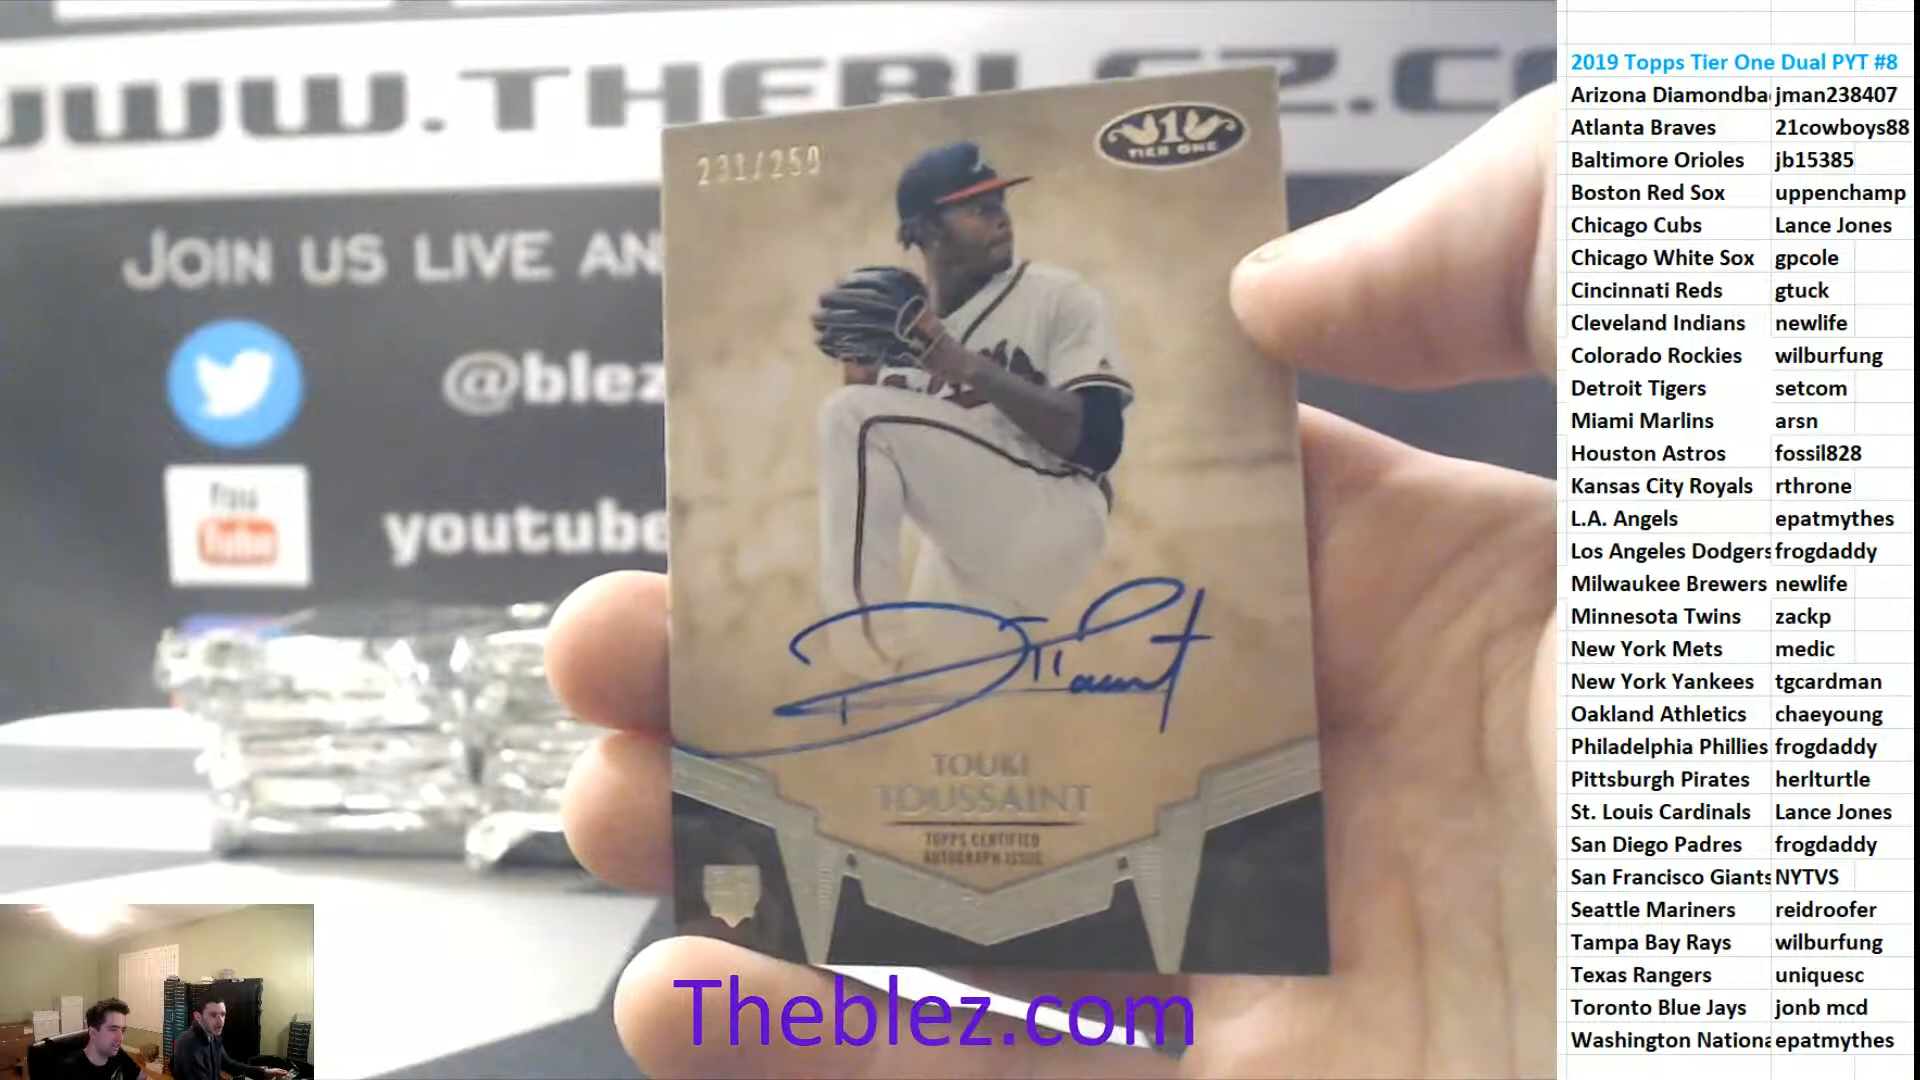 WWW.THEBLEZ.CO
JOIN US LIVE AN
@blez
You
Tube
youtube
231/250
1
TIER ONE
TOUKI
TOUSSAINT
TOPPS CERTIFIED
AUTOGRAPH ISSUE
Theblez.com
2019 Topps Tier One Dual PYT #8
Arizona Diamondba jman238407
Atlanta Braves 21cowboys88
Baltimore Orioles jb15385
Boston Red Sox uppenchamp
Chicago Cubs Lance Jones
Chicago White Sox gpcole
Cincinnati Reds gtuck
Cleveland Indians newlife
Colorado Rockies wilburfung
Detroit Tigers setcom
Miami Marlins arsn
Houston Astros fossil828
Kansas City Royals rthrone
L.A. Angels epatmythes
Los Angeles Dodgers frogdaddy
Milwaukee Brewers newlife
Minnesota Twins zackp
New York Mets medic
New York Yankees tgcardman
Oakland Athletics chaeyoung
Philadelphia Phillies frogdaddy
Pittsburgh Pirates herlturtle
St. Louis Cardinals Lance Jones
San Diego Padres frogdaddy
San Francisco Giants NYTVS
Seattle Mariners reidroofer
Tampa Bay Rays wilburfung
Texas Rangers uniquesc
Toronto Blue Jays jonb mcd
Washington Nationa epatmythes